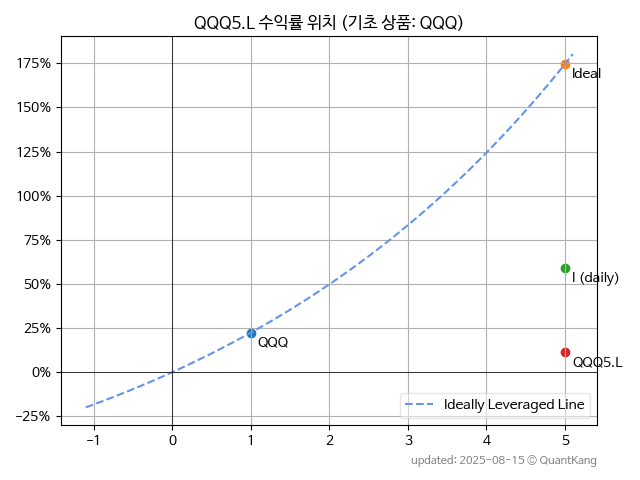 QQQ5.L 수익률 위치 (기초 상품: QQQ)
175%
150%
125%
100%
75%
50%
25%
0%
−25%
Ideal
I (daily)
QQQ
QQQ5.L
Ideally Leveraged Line
−1 0 1 2 3 4 5
updated: 2025-08-15 © QuantKang